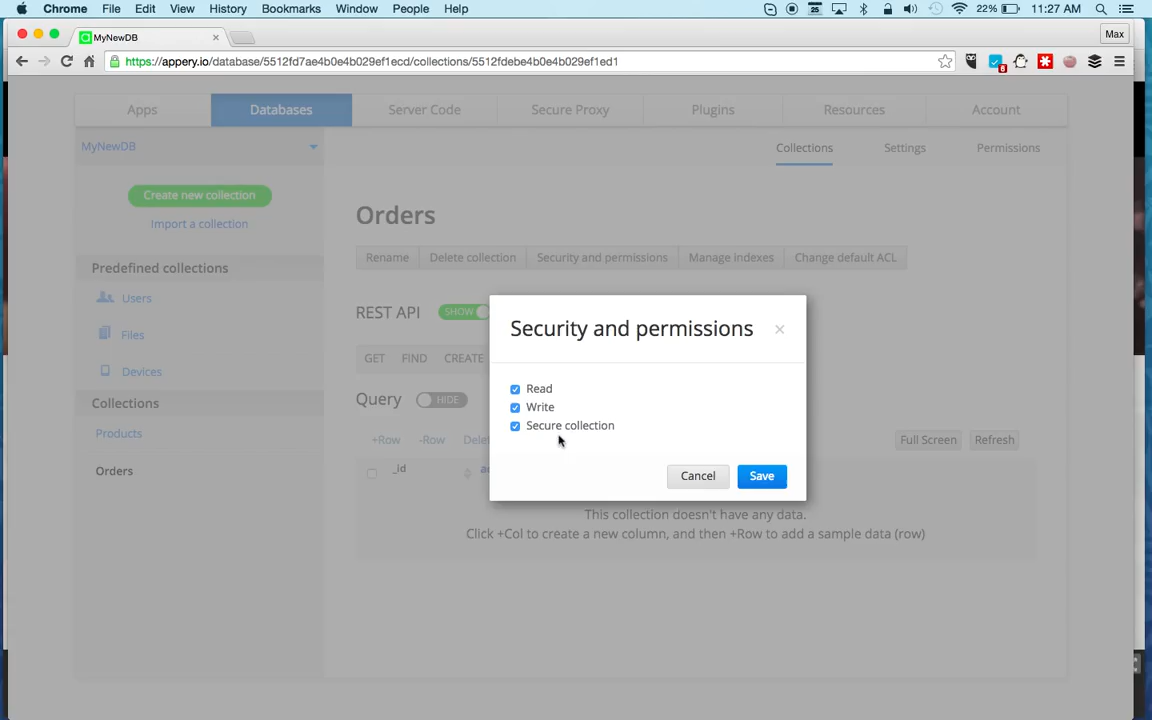 Chrome File Edit View History Bookmarks Window People Help 25 22% 11:27 AM
MyNewDB Max
https://appery.io/database/5512fd7ae4b0e4b029ef1ecd/collections/5512fdebe4b0e4b029ef1ed1 6
Apps Databases Server Code Secure Proxy Plugins Resources Account
MyNewDB Collections Settings Permissions
Create new collection
Import a collection
Orders
Rename Delete collection Security and permissions Manage indexes Change default ACL
Predefined collections
Users
Files
Devices
Collections
Products
Orders
REST API SHOW
GET FIND CREATE
Query HIDE
+Row -Row Delet Full Screen Refresh
_id ac
This collection doesn't have any data.
Click +Col to create a new column, and then +Row to add a sample data (row)
Security and permissions ×
Read
Write
Secure collection
Cancel Save